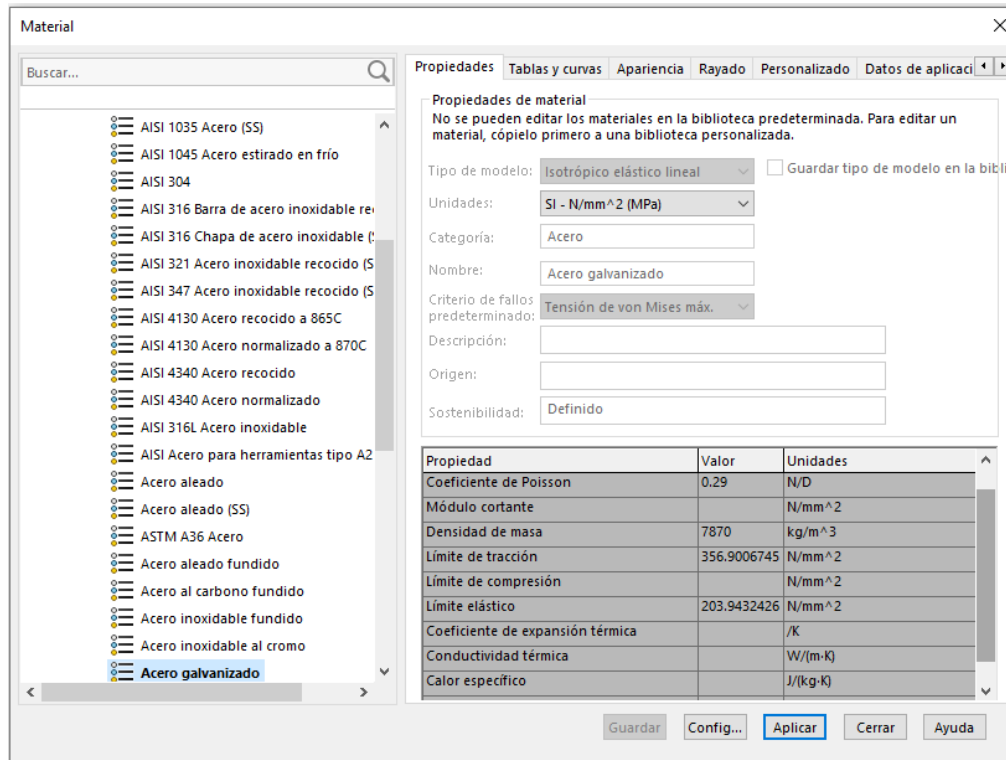 Material
Buscar...
AISI 1035 Acero (SS)
AISI 1045 Acero estirado en frío
AISI 304
AISI 316 Barra de acero inoxidable re
AISI 316 Chapa de acero inoxidable (
AISI 321 Acero inoxidable recocido (S
AISI 347 Acero inoxidable recocido (S
AISI 4130 Acero recocido a 865C
AISI 4130 Acero normalizado a 870C
AISI 4340 Acero recocido
AISI 4340 Acero normalizado
AISI 316L Acero inoxidable
AISI Acero para herramientas tipo A2
Acero aleado
Acero aleado (SS)
ASTM A36 Acero
Acero aleado fundido
Acero al carbono fundido
Acero inoxidable fundido
Acero inoxidable al cromo
Acero galvanizado
Propiedades Tablas y curvas Apariencia Rayado Personalizado Datos de aplicaci
Propiedades de material
No se pueden editar los materiales en la biblioteca predeterminada. Para editar un
material, cópielo primero a una biblioteca personalizada.
Tipo de modelo: Isotrópico elástico lineal Guardar tipo de modelo en la bibli
Unidades: SI - N/mm^2 (MPa)
Categoría: Acero
Nombre: Acero galvanizado
Criterio de fallos
predeterminado: Tensión de von Mises máx.
Descripción:
Origen:
Sostenibilidad: Definido
Propiedad Valor Unidades
Coeficiente de Poisson 0.29 N/D
Módulo cortante N/mm^2
Densidad de masa 7870 kg/m^3
Límite de tracción 356.9006745 N/mm^2
Límite de compresión N/mm^2
Límite elástico 203.9432426 N/mm^2
Coeficiente de expansión térmica /K
Conductividad térmica W/(m·K)
Calor específico J/(kg·K)
Guardar Config... Aplicar Cerrar Ayuda